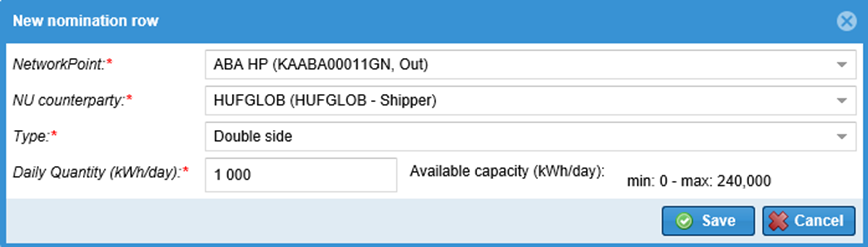 New nomination row
NetworkPoint:* ABA HP (KAABA00011GN, Out)
NU counterparty:* HUFGLOB (HUFGLOB - Shipper)
Type:* Double side
Daily Quantity (kWh/day):* 1 000 Available capacity (kWh/day): min: 0 - max: 240,000
Save Cancel